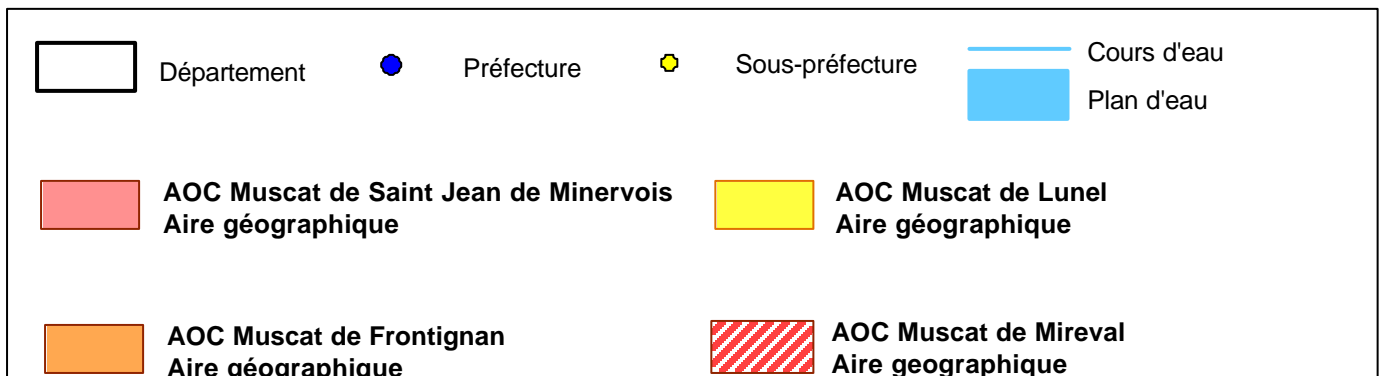 Département
Préfecture
Sous-préfecture
Cours d'eau
Plan d'eau
AOC Muscat de Saint Jean de Minervois
Aire géographique
AOC Muscat de Lunel
Aire géographique
AOC Muscat de Frontignan
Aire géographique
AOC Muscat de Mireval
Aire geographique